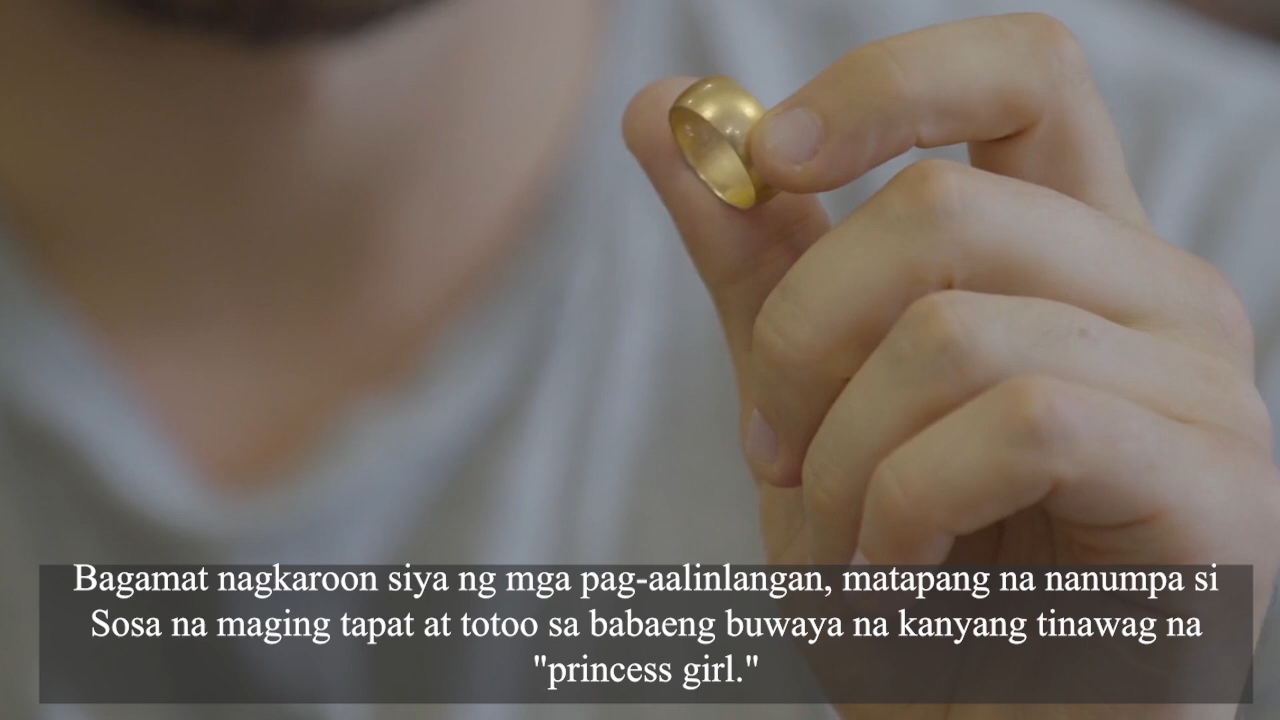 Bagamat nagkaroon siya ng mga pag-aalinlangan, matapang na nanumpa si
Sosa na maging tapat at totoo sa babaeng buwaya na kanyang tinawag na
"princess girl."